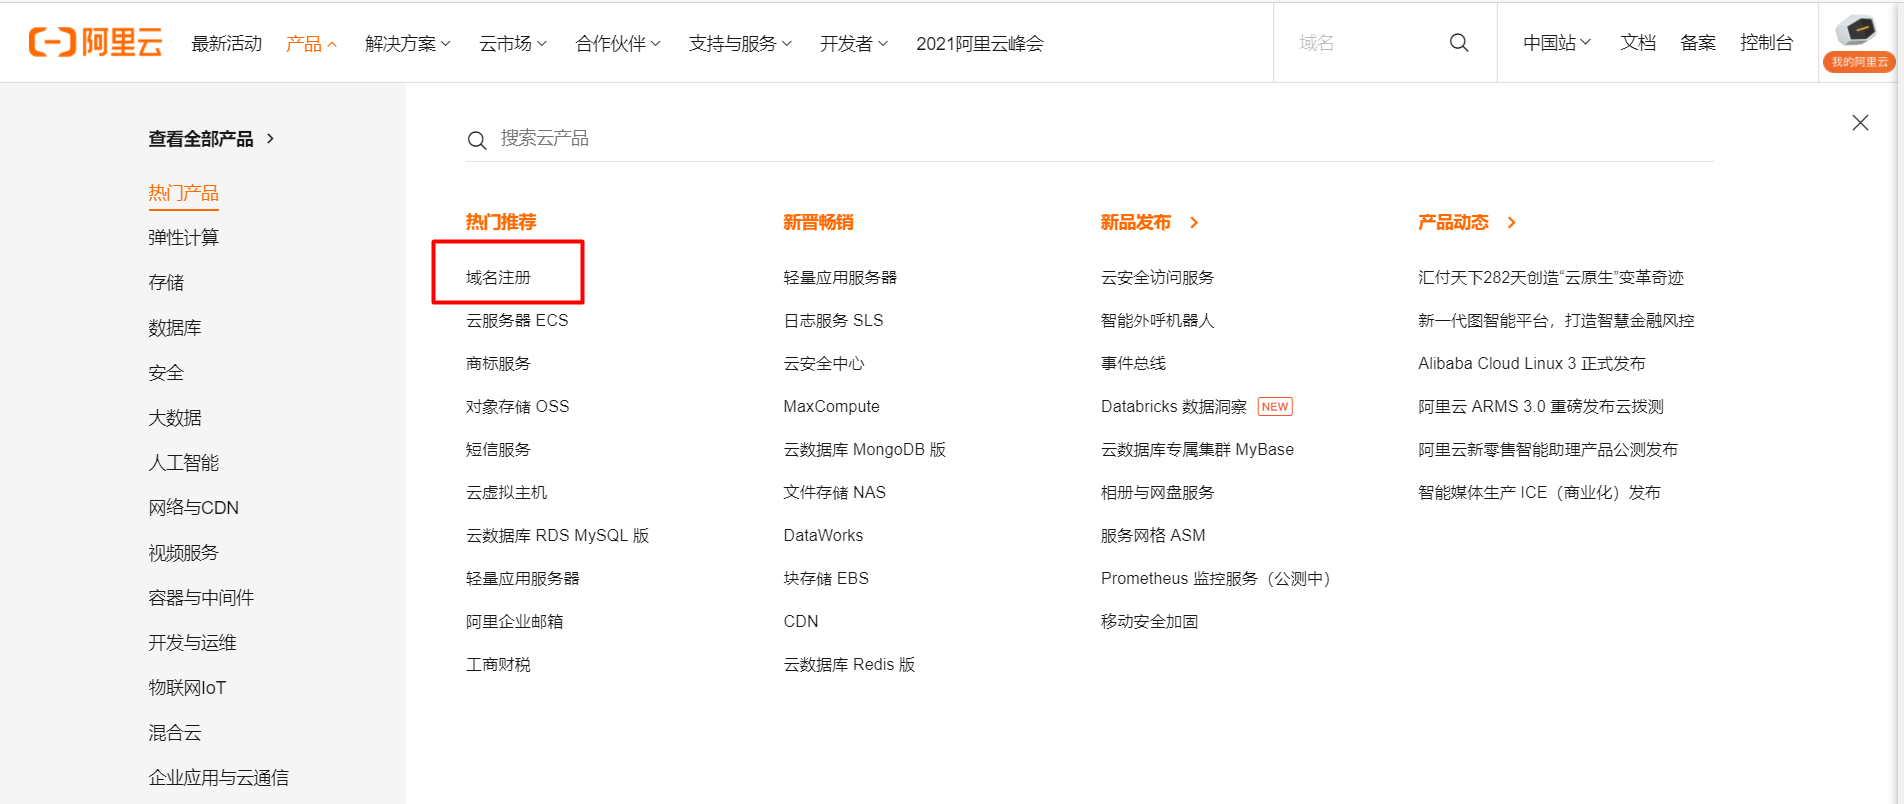 阿里云
最新活动 产品 解决方案 云市场 合作伙伴 支持与服务 开发者 2021阿里云峰会 域名 中国站 文档 备案 控制台
我的阿里云
查看全部产品
热门产品
弹性计算
存储
数据库
安全
大数据
人工智能
网络与CDN
视频服务
容器与中间件
开发与运维
物联网IoT
混合云
企业应用与云通信
搜索云产品
热门推荐
域名注册
云服务器 ECS
商标服务
对象存储 OSS
短信服务
云虚拟主机
云数据库 RDS MySQL 版
轻量应用服务器
阿里企业邮箱
工商财税
新晋畅销
轻量应用服务器
日志服务 SLS
云安全中心
MaxCompute
云数据库 MongoDB 版
文件存储 NAS
DataWorks
块存储 EBS
CDN
云数据库 Redis 版
新品发布
云安全访问服务
智能外呼机器人
事件总线
Databricks 数据洞察 NEW
云数据库专属集群 MyBase
相册与网盘服务
服务网格 ASM
Prometheus 监控服务（公测中）
移动安全加固
产品动态
汇付天下282天创造“云原生”变革奇迹
新一代图智能平台，打造智慧金融风控
Alibaba Cloud Linux 3 正式发布
阿里云 ARMS 3.0 重磅发布云拨测
阿里云新零售智能助理产品公测发布
智能媒体生产 ICE（商业化）发布